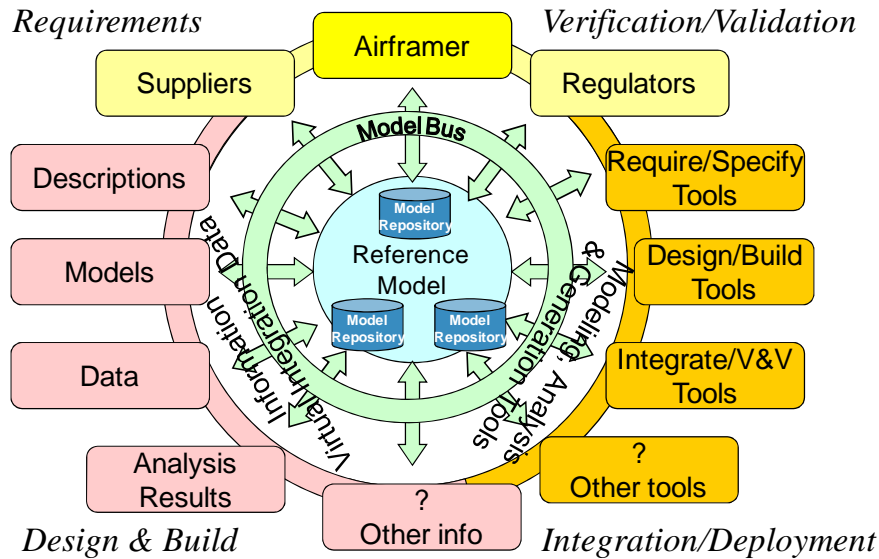 Requirements
Verification/Validation
Airframer
Suppliers
Regulators
Model Bus
Descriptions
Require/Specify
Tools
Model
Repository
Reference
Model
Models
Design/Build
Tools
Model
Repository
Model
Repository
Data
Integrate/V&V
Tools
Virtual Integration Data
Information
Modeling, Analysis
& Generation Tools
Analysis
Results
?
Other info
?
Other tools
Design & Build
Integration/Deployment